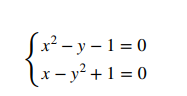 x² − y − 1 = 0
x − y² + 1 = 0